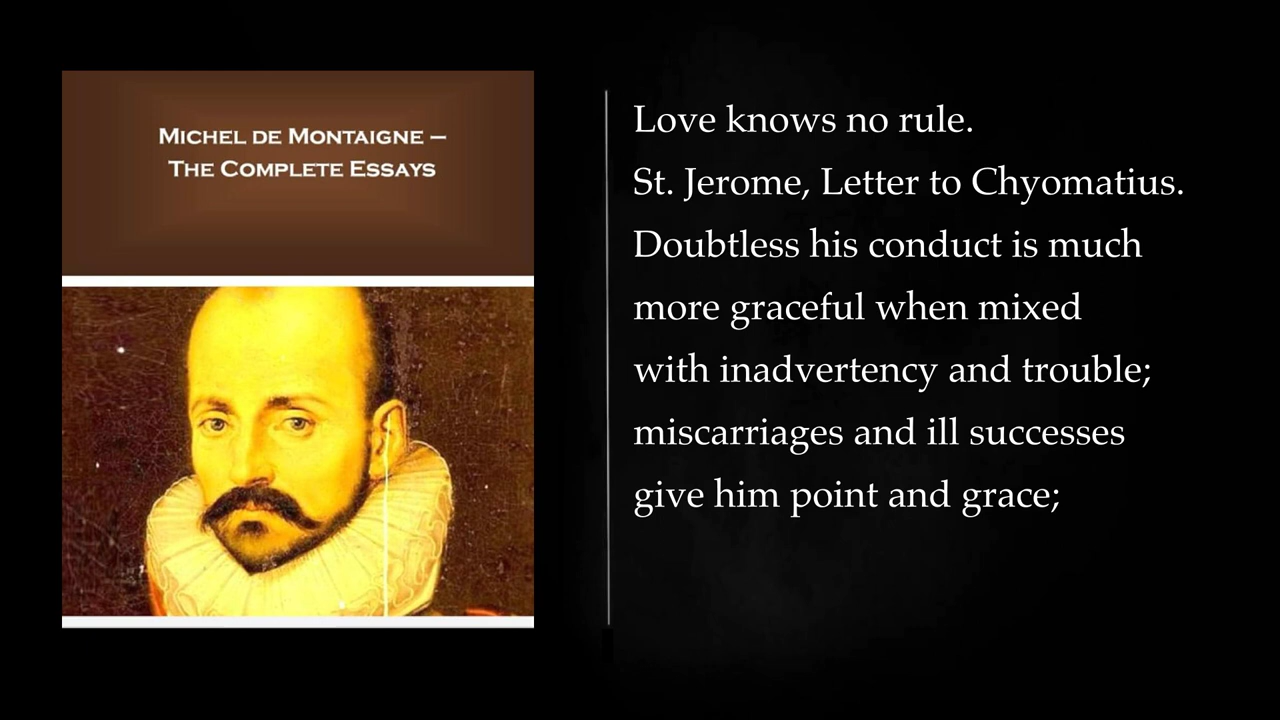 MICHEL DE MONTAIGNE –
THE COMPLETE ESSAYS
Love knows no rule.
St. Jerome, Letter to Chyomatius.
Doubtless his conduct is much
more graceful when mixed
with inadvertency and trouble;
miscarriages and ill successes
give him point and grace;